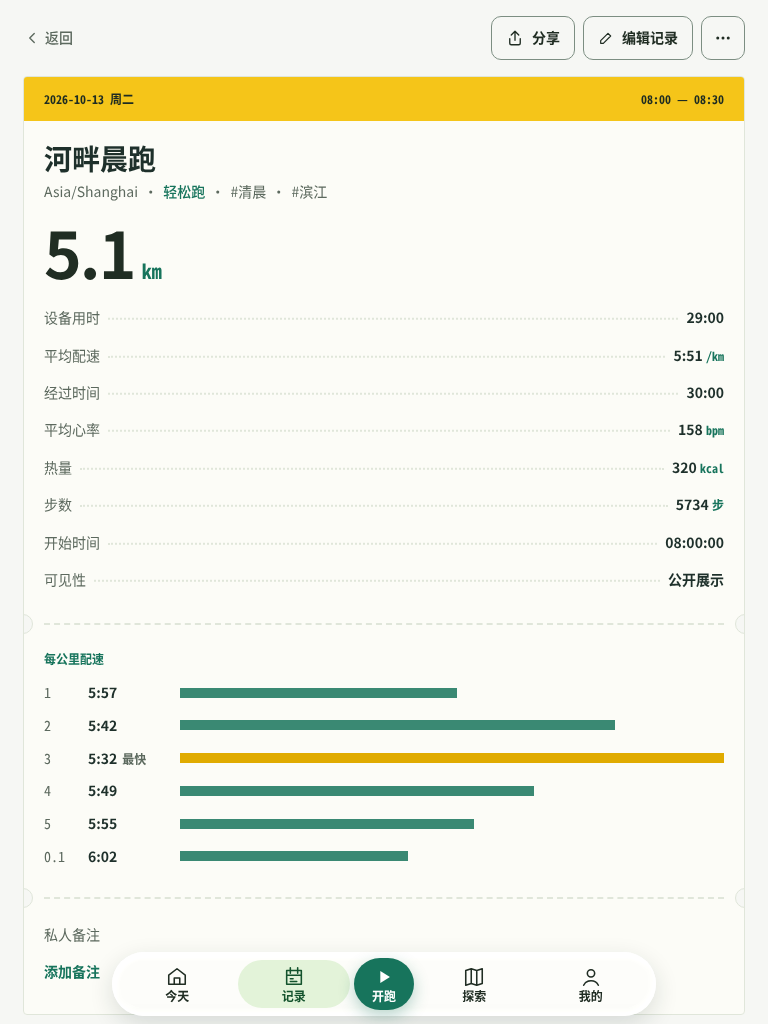 返回
分享
编辑记录
2026-10-13 周二
08:00 — 08:30
河畔晨跑
Asia/Shanghai • 轻松跑 • #清晨 • #滨江
5.1 km
设备用时 29:00
平均配速 5:51 /km
经过时间 30:00
平均心率 158 bpm
热量 320 kcal
步数 5734 步
开始时间 08:00:00
可见性 公开展示
每公里配速
1 5:57
2 5:42
3 5:32 最快
4 5:49
5 5:55
0.1 6:02
私人备注
添加备注
今天
记录
开跑
探索
我的